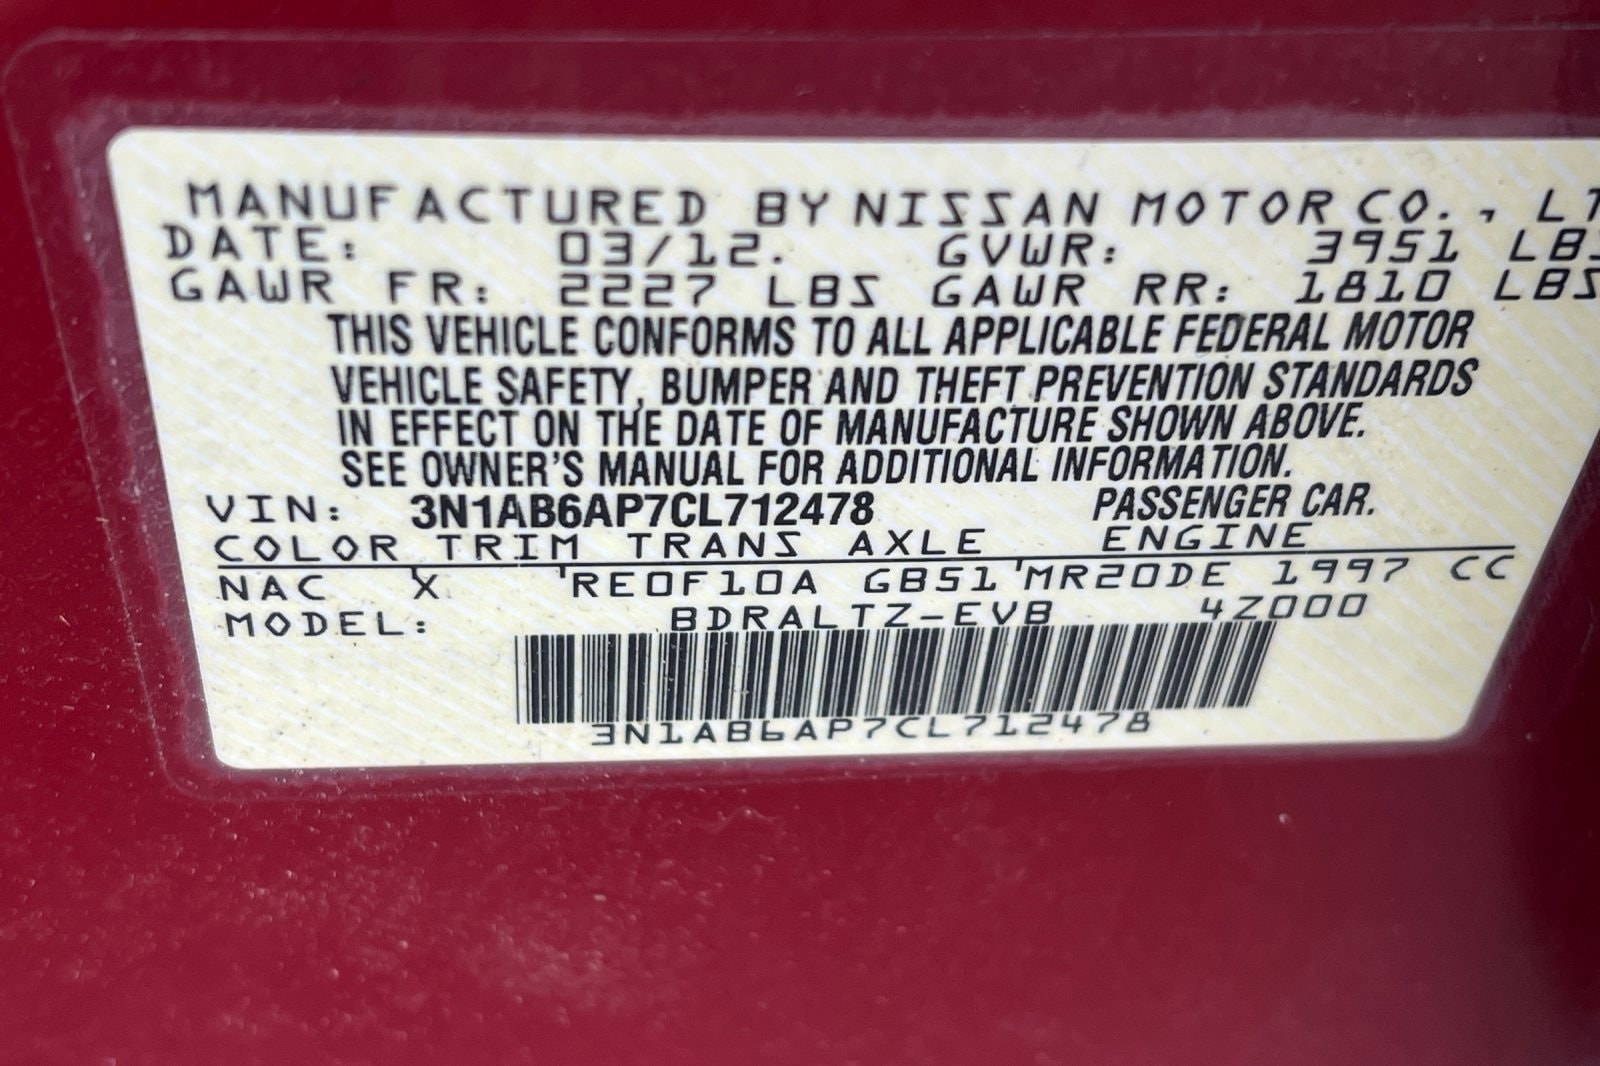 MANUFACTURED BY NISSAN MOTOR CO., LT
DATE: 03/12. GVWR: 3951 LBS
GAWR FR: 2227 LBS GAWR RR: 1810 LBS
THIS VEHICLE CONFORMS TO ALL APPLICABLE FEDERAL MOTOR
VEHICLE SAFETY, BUMPER AND THEFT PREVENTION STANDARDS
IN EFFECT ON THE DATE OF MANUFACTURE SHOWN ABOVE.
SEE OWNER'S MANUAL FOR ADDITIONAL INFORMATION.
VIN: 3N1AB6AP7CL712478 PASSENGER CAR.
COLOR TRIM TRANS AXLE ENGINE
NAC X 'RE0F10A GB51'MR20DE 1997 CC
MODEL: BDRALTZ-EVB 4Z000
3N1AB6AP7CL712478